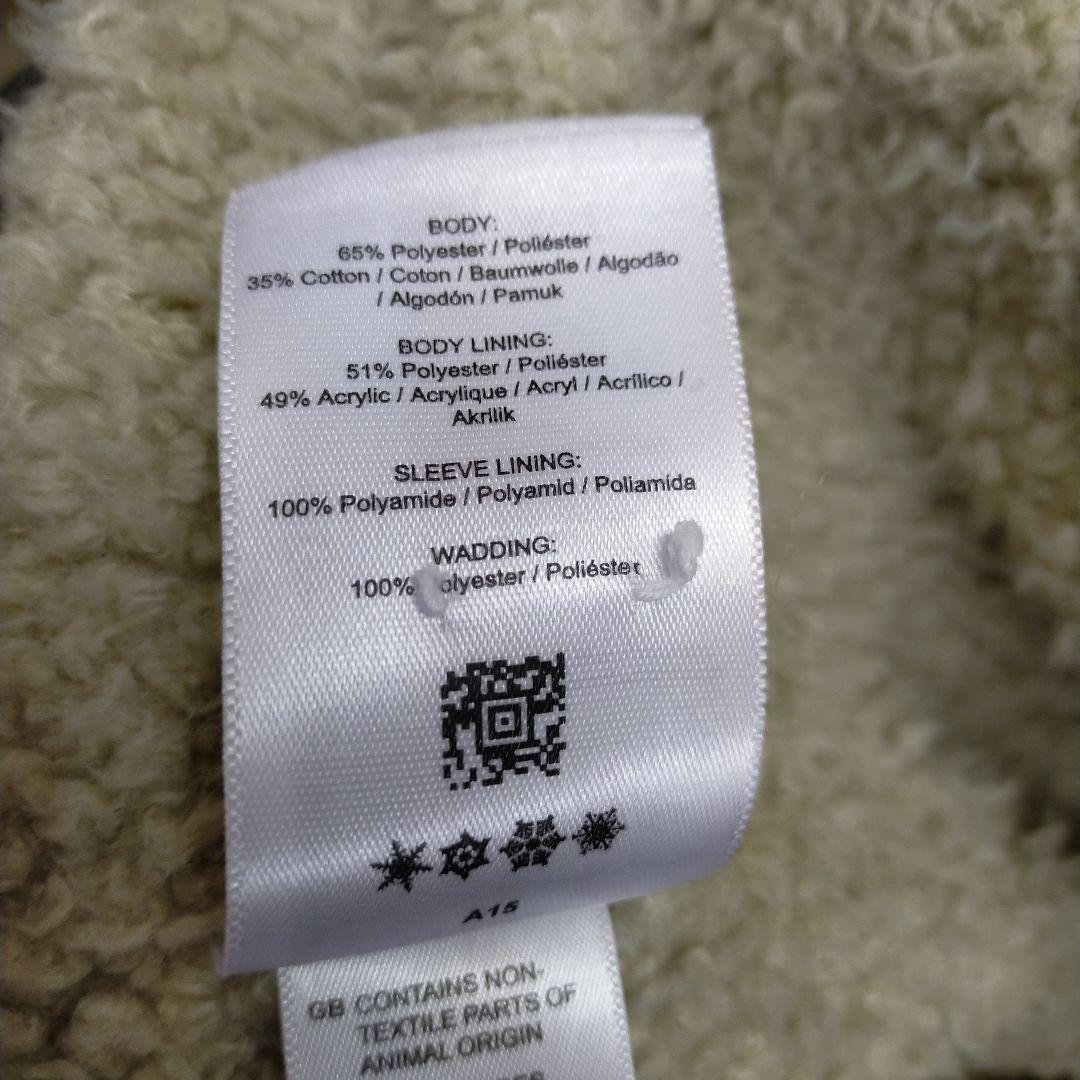 BODY:
65% Polyester / Poliéster
35% Cotton / Coton / Baumwolle / Algodão
/ Algodón / Pamuk
BODY LINING:
51% Polyester / Poliéster
49% Acrylic / Acrylique / Acryl / Acrílico /
Akrilik
SLEEVE LINING:
100% Polyamide / Polyamid / Poliamida
WADDING:
100% olyester / Poliéster
A15
GB CONTAINS NON-
TEXTILE PARTS OF
ANIMAL ORIGIN